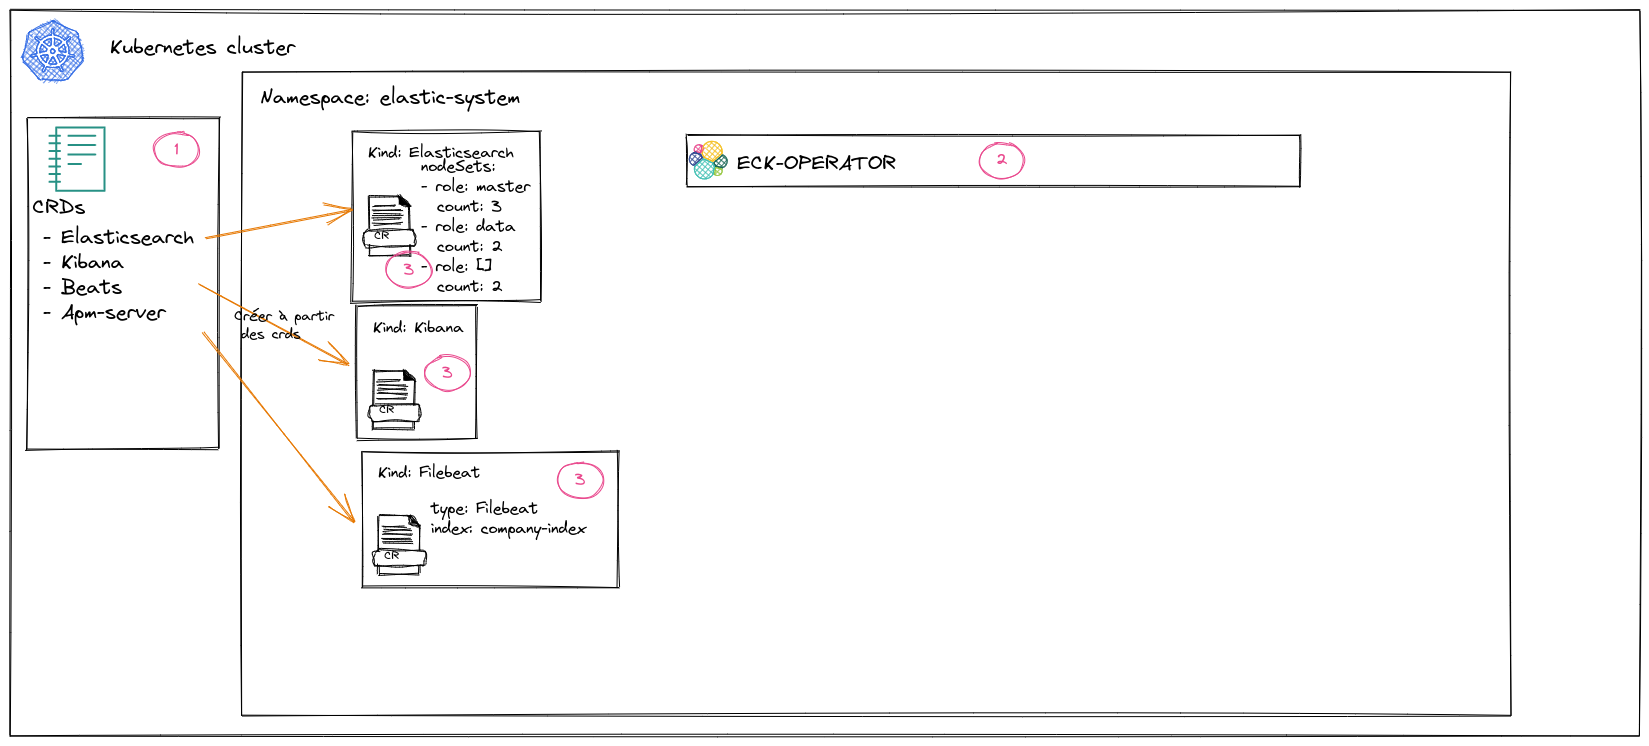 Kubernetes cluster
Namespace: elastic-system
1
CRDs
- Elasticsearch
- Kibana
- Beats
- Apm-server
Créer à partir
des crds
Kind: Elasticsearch
nodeSets:
- role: master
count: 3
- role: data
count: 2
- role: []
count: 2
CR
3
Kind: Kibana
3
CR
Kind: Filebeat
3
type: Filebeat
index: company-index
CR
ECK-OPERATOR
2